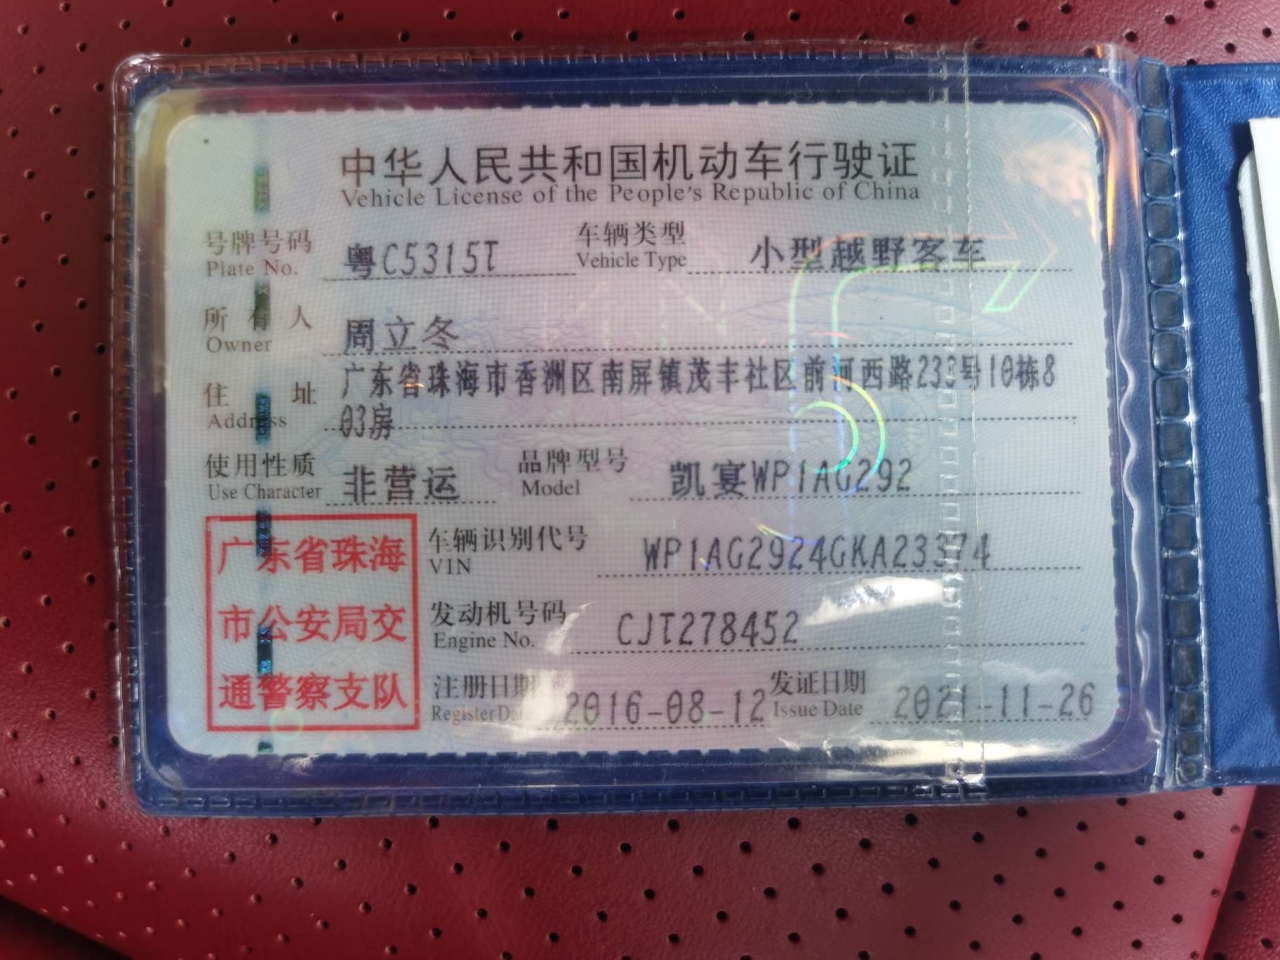 中华人民共和国机动车行驶证
Vehicle License of the People's Republic of China
号牌号码 粤C5315T 车辆类型 小型越野客车
Plate No. Vehicle Type
所有人 周立冬
Owner
住址 广东省珠海市香洲区南屏镇茂丰社区前河西路233号10栋8
Address 03房
使用性质 非营运 品牌型号 凯宴WP1AG292
Use Character Model
广东省珠海 车辆识别代号 WP1AG2924GKA23374
VIN
市公安局交 发动机号码 CJT278452
Engine No.
通警察支队 注册日期 2016-08-12 发证日期 2021-11-26
Register Date Issue Date